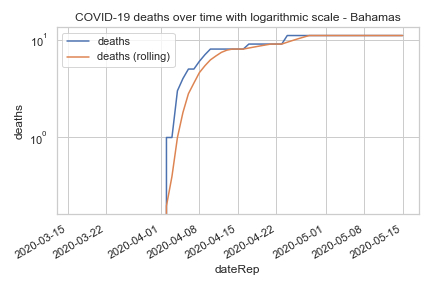 COVID-19 deaths over time with logarithmic scale - Bahamas
10¹
deaths
deaths (rolling)
10⁰
deaths
2020-03-15
2020-03-22
2020-04-01
2020-04-08
2020-04-15
2020-04-22
2020-05-01
2020-05-08
2020-05-15
dateRep